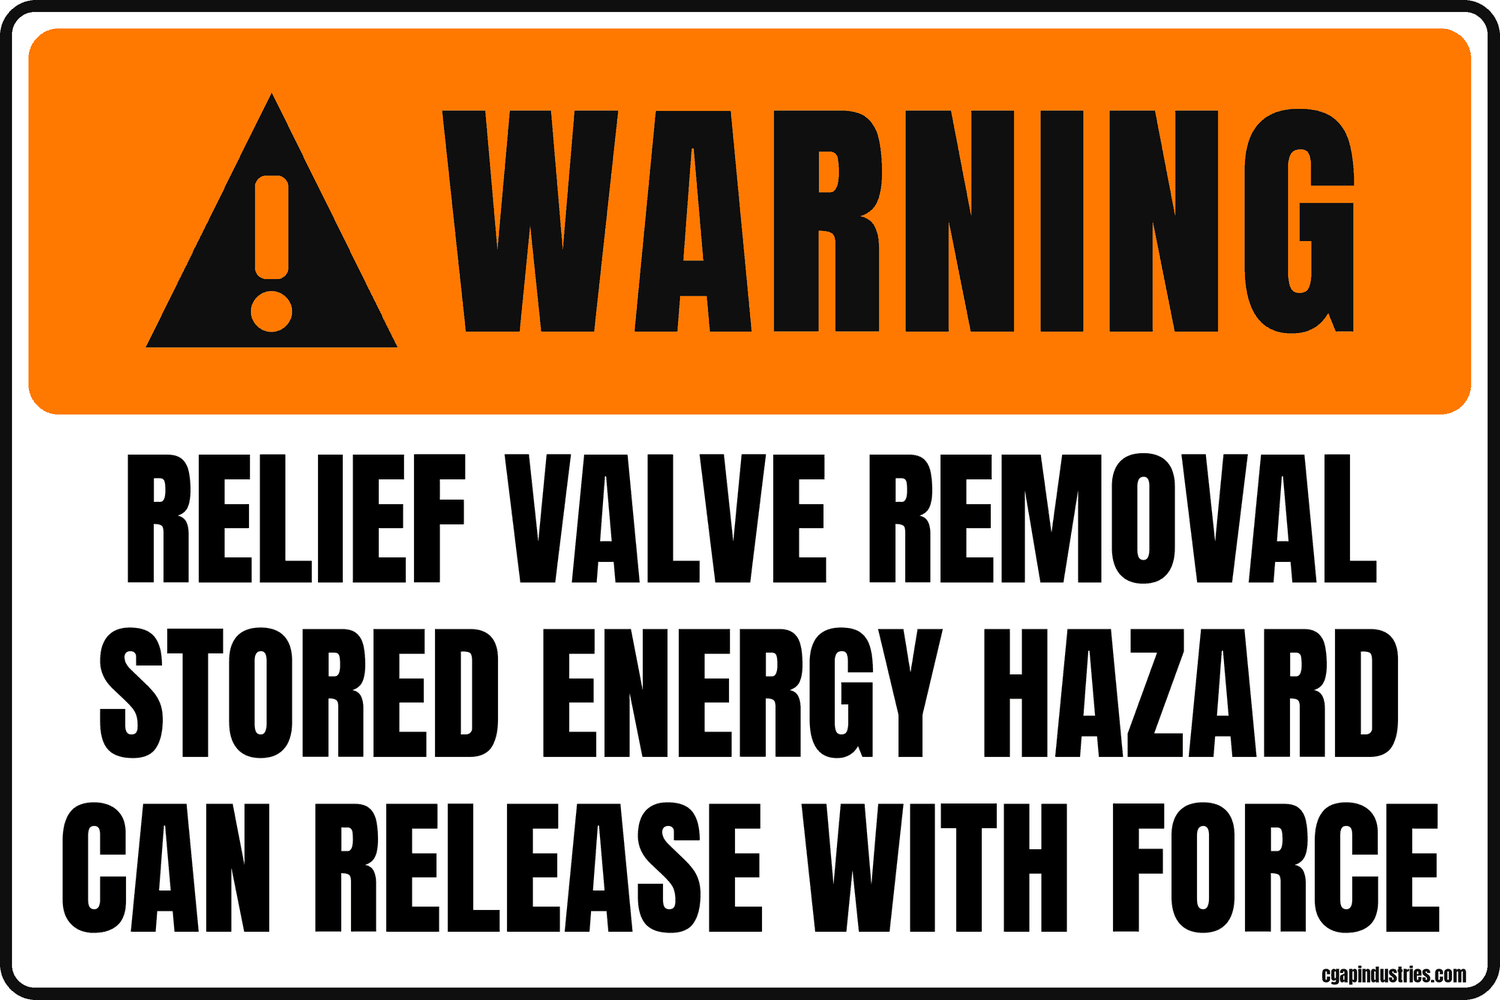 WARNING
RELIEF VALVE REMOVAL
STORED ENERGY HAZARD
CAN RELEASE WITH FORCE
cgapindustries.com